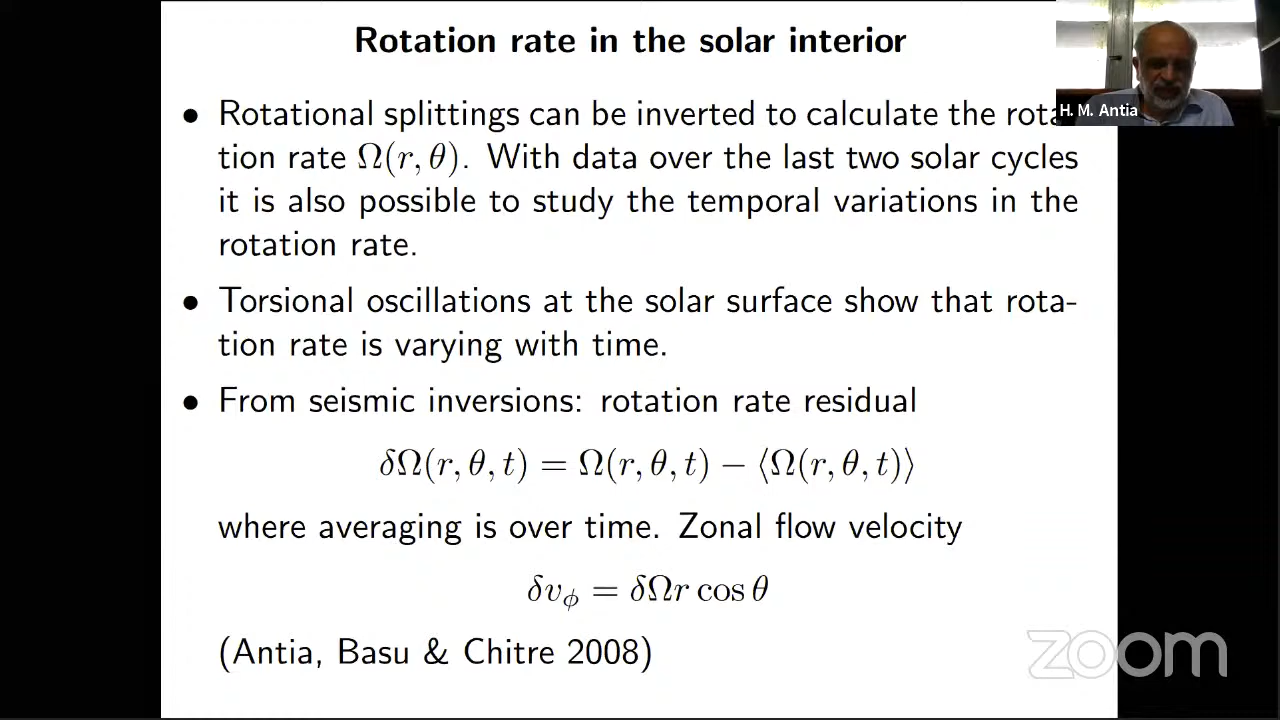 Rotation rate in the solar interior
H. M. Antia
• Rotational splittings can be inverted to calculate the rota
tion rate Ω(r, θ). With data over the last two solar cycles
it is also possible to study the temporal variations in the
rotation rate.
• Torsional oscillations at the solar surface show that rota-
tion rate is varying with time.
• From seismic inversions: rotation rate residual
δΩ(r, θ, t) = Ω(r, θ, t) − ⟨Ω(r, θ, t)⟩
where averaging is over time. Zonal flow velocity
δv_ϕ = δΩr cos θ
(Antia, Basu & Chitre 2008)
zoom